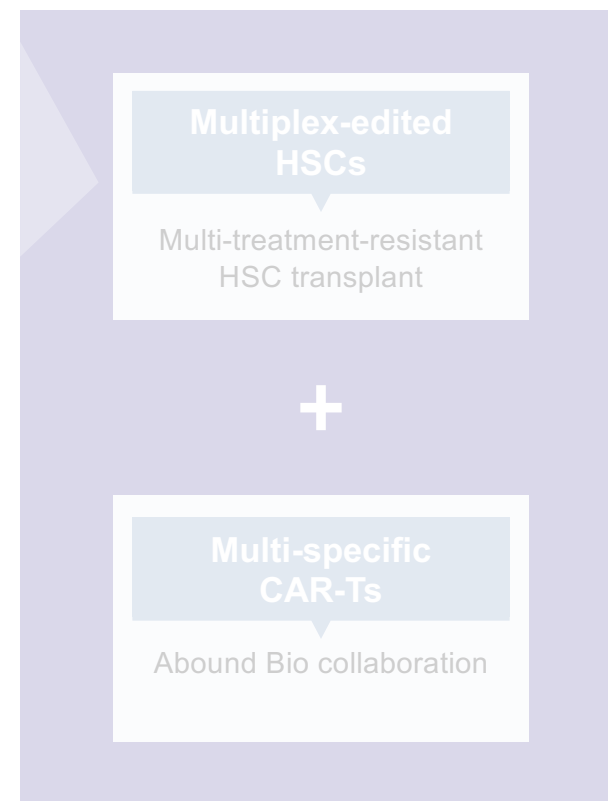 Multiplex-edited
HSCs
Multi-treatment-resistant
HSC transplant
+
Multi-specific
CAR-Ts
Abound Bio collaboration